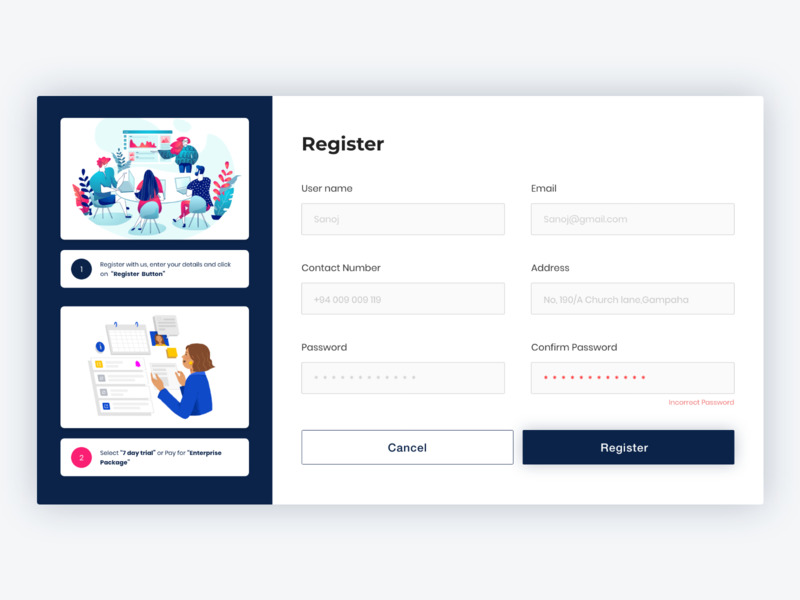 1
Register with us, enter your details and click
on "Register Button"
2
Select "7 day trial" or Pay for "Enterprise
Package"
Register
User name
Email
Sanoj
Sanoj@gmail.com
Contact Number
Address
+94 009 009 119
No, 190/A Church lane,Gampaha
Password
Confirm Password
Incorrect Password
Cancel
Register